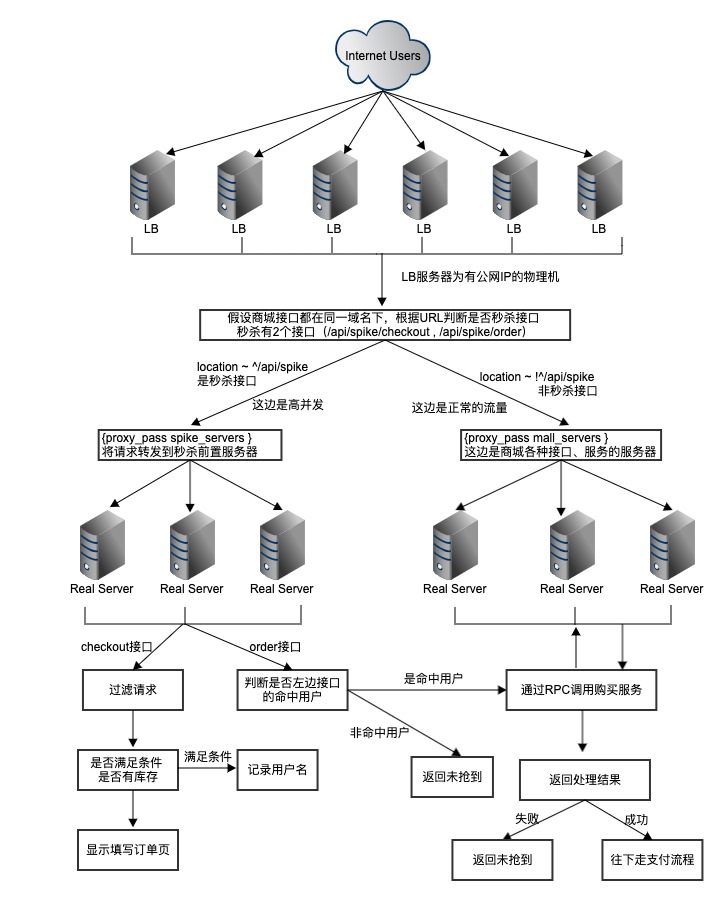 Internet Users
LB
LB
LB
LB
LB
LB
LB服务器为有公网IP的物理机
假设商城接口都在同一域名下，根据URL判断是否秒杀接口
秒杀有2个接口（/api/spike/checkout , /api/spike/order）
location ~ ^/api/spike
是秒杀接口
location ~ !^/api/spike
非秒杀接口
这边是高并发
这边是正常的流量
{proxy_pass spike_servers }
将请求转发到秒杀前置服务器
{proxy_pass mall_servers }
这边是商城各种接口、服务的服务器
Real Server
Real Server
Real Server
Real Server
Real Server
Real Server
checkout接口
order接口
过滤请求
判断是否左边接口
的命中用户
是命中用户
通过RPC调用购买服务
非命中用户
是否满足条件
是否有库存
满足条件
记录用户名
返回未抢到
返回处理结果
失败
成功
显示填写订单页
返回未抢到
往下走支付流程